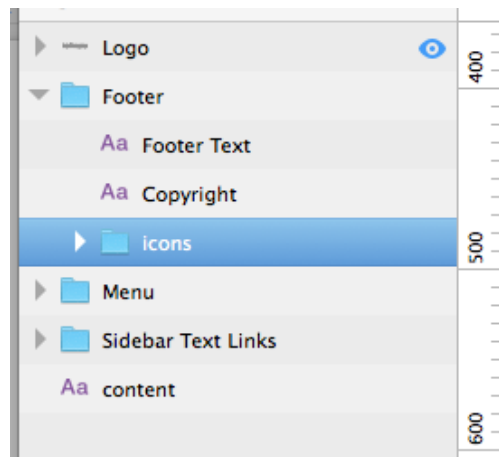 Logo
Footer
Aa Footer Text
Aa Copyright
icons
Menu
Sidebar Text Links
Aa content
400
500
600